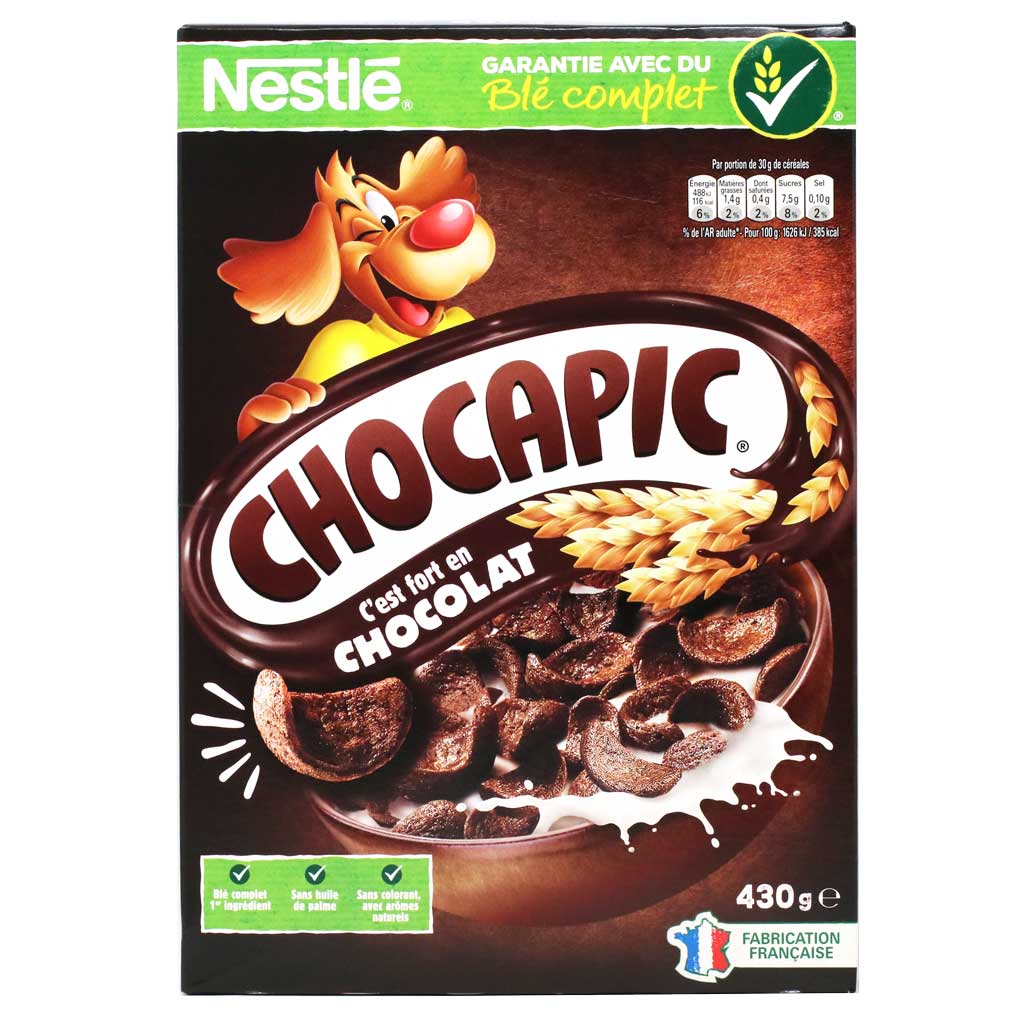 Nestlé®
GARANTIE AVEC DU
Blé complet
®
Par portion de 30 g de céréales
Energie
488 kJ
116 kcal
6%
Matières
grasses
1,4g
2%
Dont
saturées
0,4g
2%
Sucres
7,5g
8%
Sel
0,10g
2%
% de l'AR adulte* - Pour 100 g : 1626 kJ / 385 kcal
CHOCAPIC®
C'est fort en
CHOCOLAT
Blé complet
1er ingrédient
Sans huile
de palme
Sans colorant,
avec arômes
naturels
430g ℮
FABRICATION
FRANÇAISE